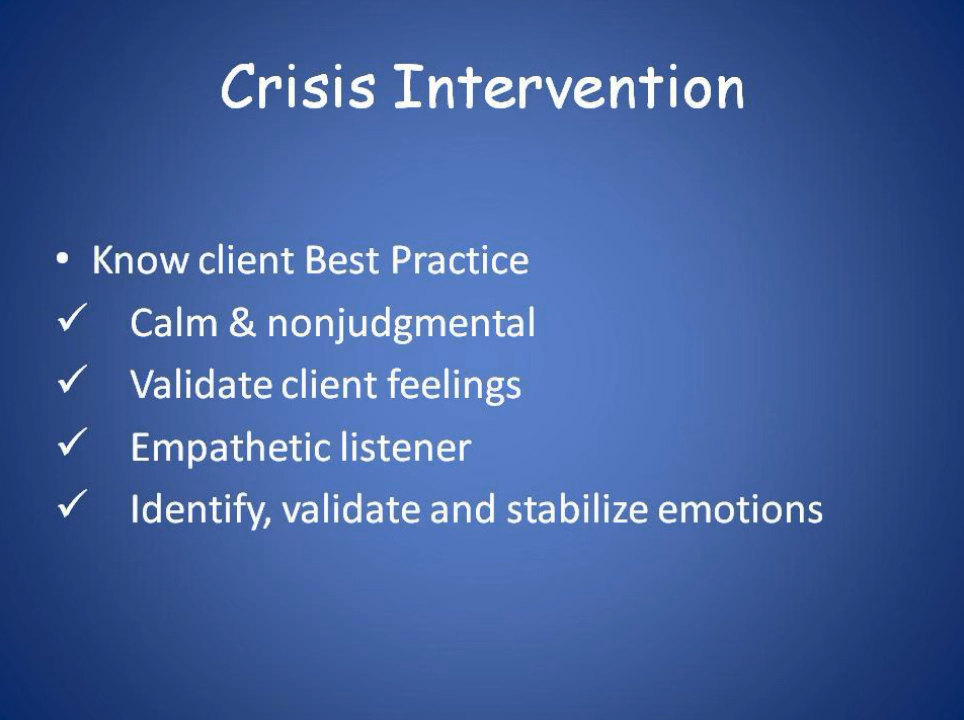 Crisis Intervention
• Know client Best Practice
✓ Calm & nonjudgmental
✓ Validate client feelings
✓ Empathetic listener
✓ Identify, validate and stabilize emotions